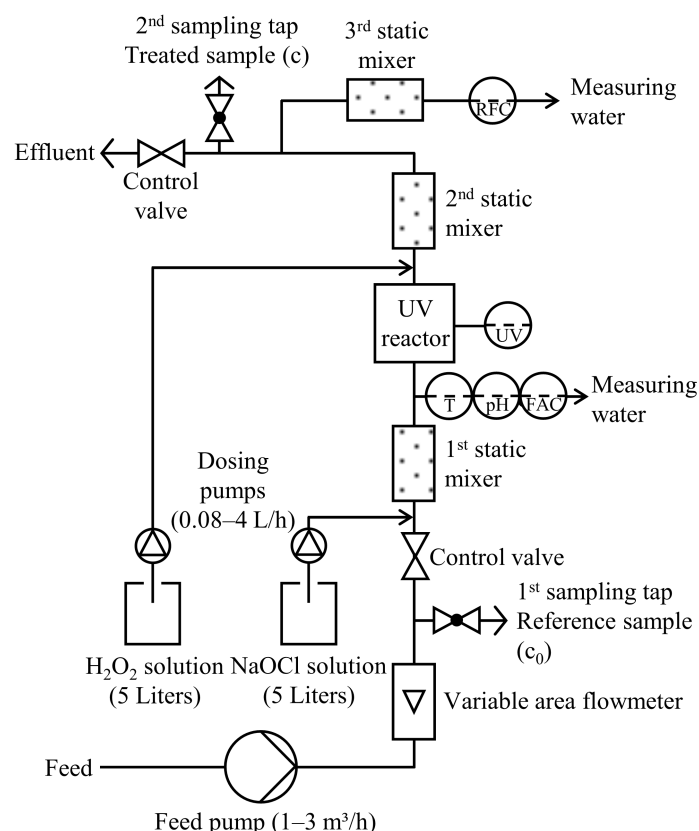 2nd sampling tap
Treated sample (c)
3rd static
mixer
RFC
Measuring
water
Effluent
Control
valve
2nd static
mixer
UV
reactor
UV
T
pH
FAC
Measuring
water
1st static
mixer
Dosing
pumps
(0.08–4 L/h)
Control valve
1st sampling tap
Reference sample
(c₀)
H₂O₂ solution
(5 Liters)
NaOCl solution
(5 Liters)
Variable area flowmeter
Feed
Feed pump (1–3 m³/h)